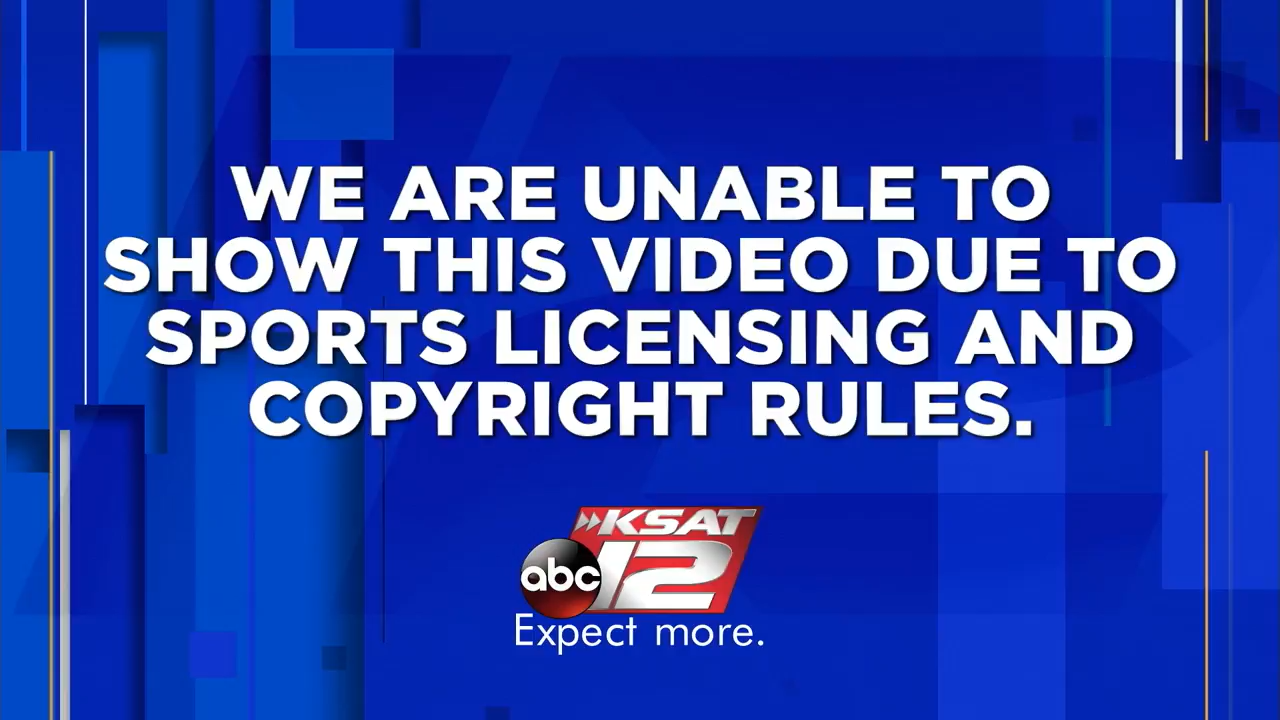 WE ARE UNABLE TO
SHOW THIS VIDEO DUE TO
SPORTS LICENSING AND
COPYRIGHT RULES.
KSAT
abc 12
Expect more.